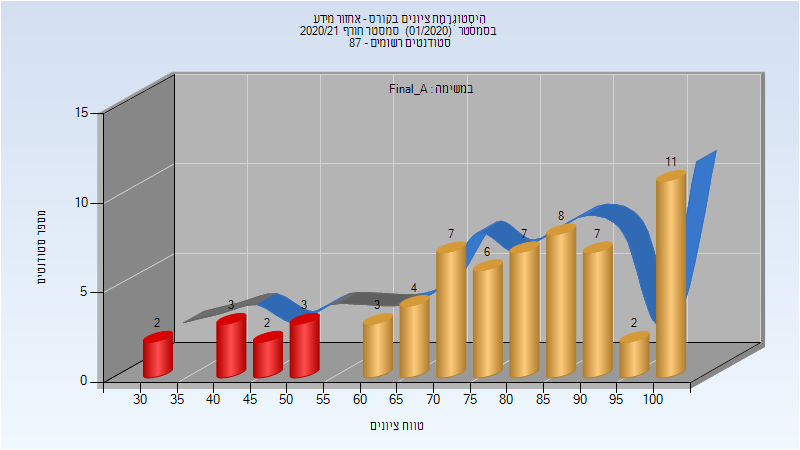 היסטוגרמת ציונים בקורס - אחזור מידע
בסמסטר (01/2020) סמסטר חורף 2020/21
סטודנטים רשומים - 87
במשימה : Final_A
מספר סטודנטים
15
10
5
0
2
3
2
3
3
4
7
6
7
8
7
2
11
30 35 40 45 50 55 60 65 70 75 80 85 90 95 100
טווח ציונים